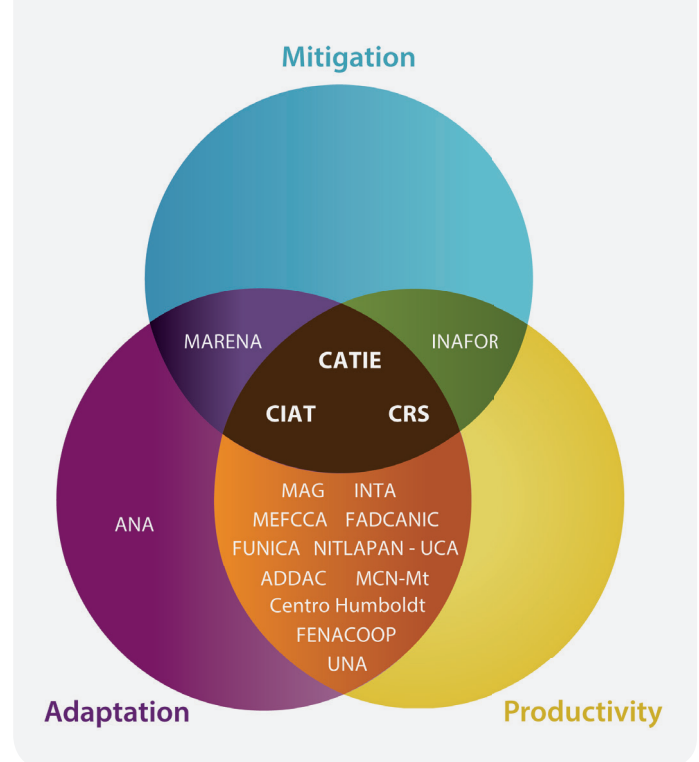 Mitigation
MARENA
INAFOR
CATIE
CIAT CRS
MAG INTA
MEFCCA FADCANIC
ANA
FUNICA NITLAPAN - UCA
ADDAC MCN-Mt
Centro Humboldt
FENACOOP
UNA
Adaptation
Productivity